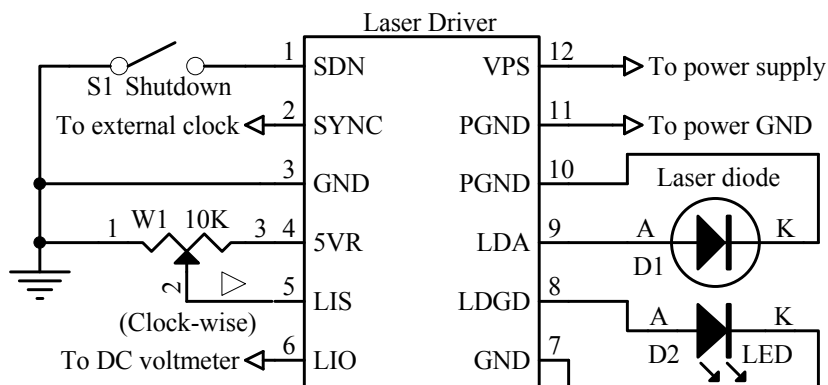 Laser Driver
1 SDN VPS 12 To power supply
S1 Shutdown
To external clock 2 SYNC PGND 11 To power GND
3 GND PGND 10
Laser diode
1 W1 10K 3 4 5VR LDA 9 A K
D1
2 5 LIS LDGD 8
(Clock-wise) A K
To DC voltmeter 6 LIO GND 7 D2 LED